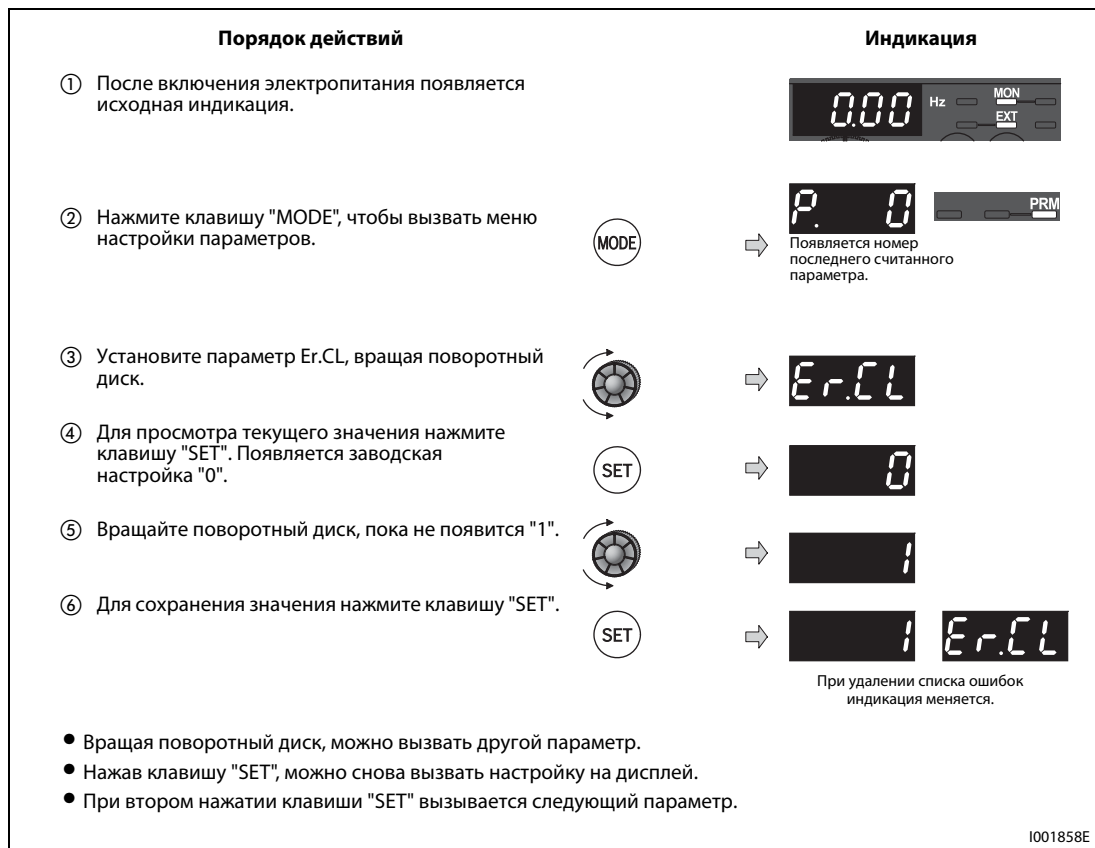 Порядок действий
Индикация
① После включения электропитания появляется
исходная индикация.
0.00 Hz MON
EXT
② Нажмите клавишу "MODE", чтобы вызвать меню
настройки параметров.
MODE
P. 0 PRM
Появляется номер
последнего считанного
параметра.
③ Установите параметр Er.CL, вращая поворотный
диск.
Er.CL
④ Для просмотра текущего значения нажмите
клавишу "SET". Появляется заводская
настройка "0".
SET
0
⑤ Вращайте поворотный диск, пока не появится "1".
1
⑥ Для сохранения значения нажмите клавишу "SET".
SET
1 Er.CL
При удалении списка ошибок
индикация меняется.
● Вращая поворотный диск, можно вызвать другой параметр.
● Нажав клавишу "SET", можно снова вызвать настройку на дисплей.
● При втором нажатии клавиши "SET" вызывается следующий параметр.
I001858E